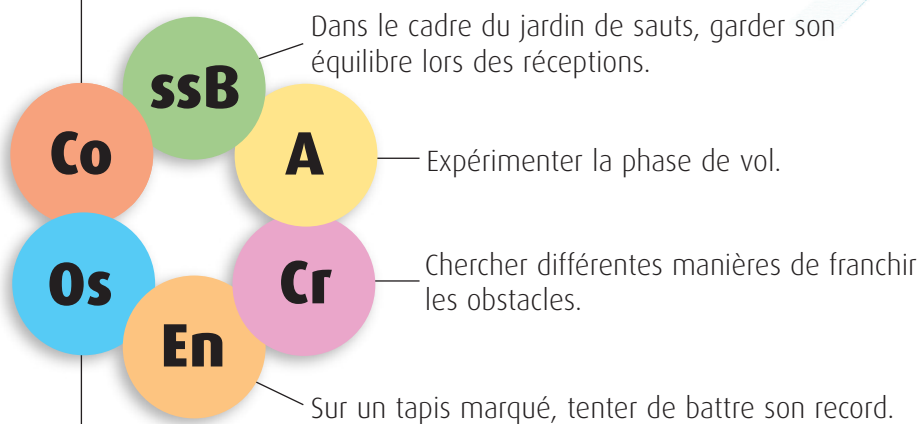 Dans le cadre du jardin de sauts, garder son
équilibre lors des réceptions.
ssB
Co
A
Expérimenter la phase de vol.
Os
Cr
Chercher différentes manières de franchir
les obstacles.
En
Sur un tapis marqué, tenter de battre son record.